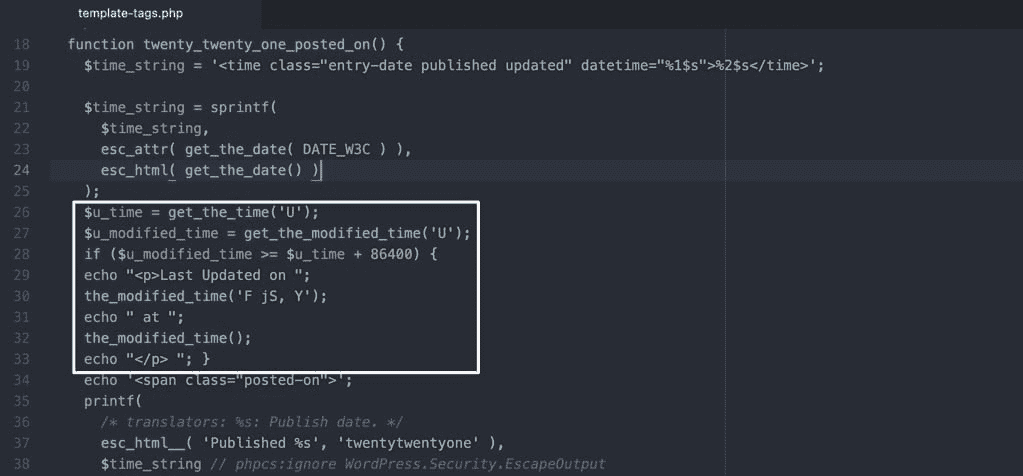 template-tags.php
18 function twenty_twenty_one_posted_on() {
19 $time_string = '<time class="entry-date published updated" datetime="%1$s">%2$s</time>';
20
21 $time_string = sprintf(
22 $time_string,
23 esc_attr( get_the_date( DATE_W3C ) ),
24 esc_html( get_the_date() )
25 );
26 $u_time = get_the_time('U');
27 $u_modified_time = get_the_modified_time('U');
28 if ($u_modified_time >= $u_time + 86400) {
29 echo "<p>Last Updated on ";
30 the_modified_time('F jS, Y');
31 echo " at ";
32 the_modified_time();
33 echo "</p> "; }
34 echo '<span class="posted-on">';
35 printf(
36 /* translators: %s: Publish date. */
37 esc_html__( 'Published %s', 'twentytwentyone' ),
38 $time_string // phpcs:ignore WordPress.Security.EscapeOutput